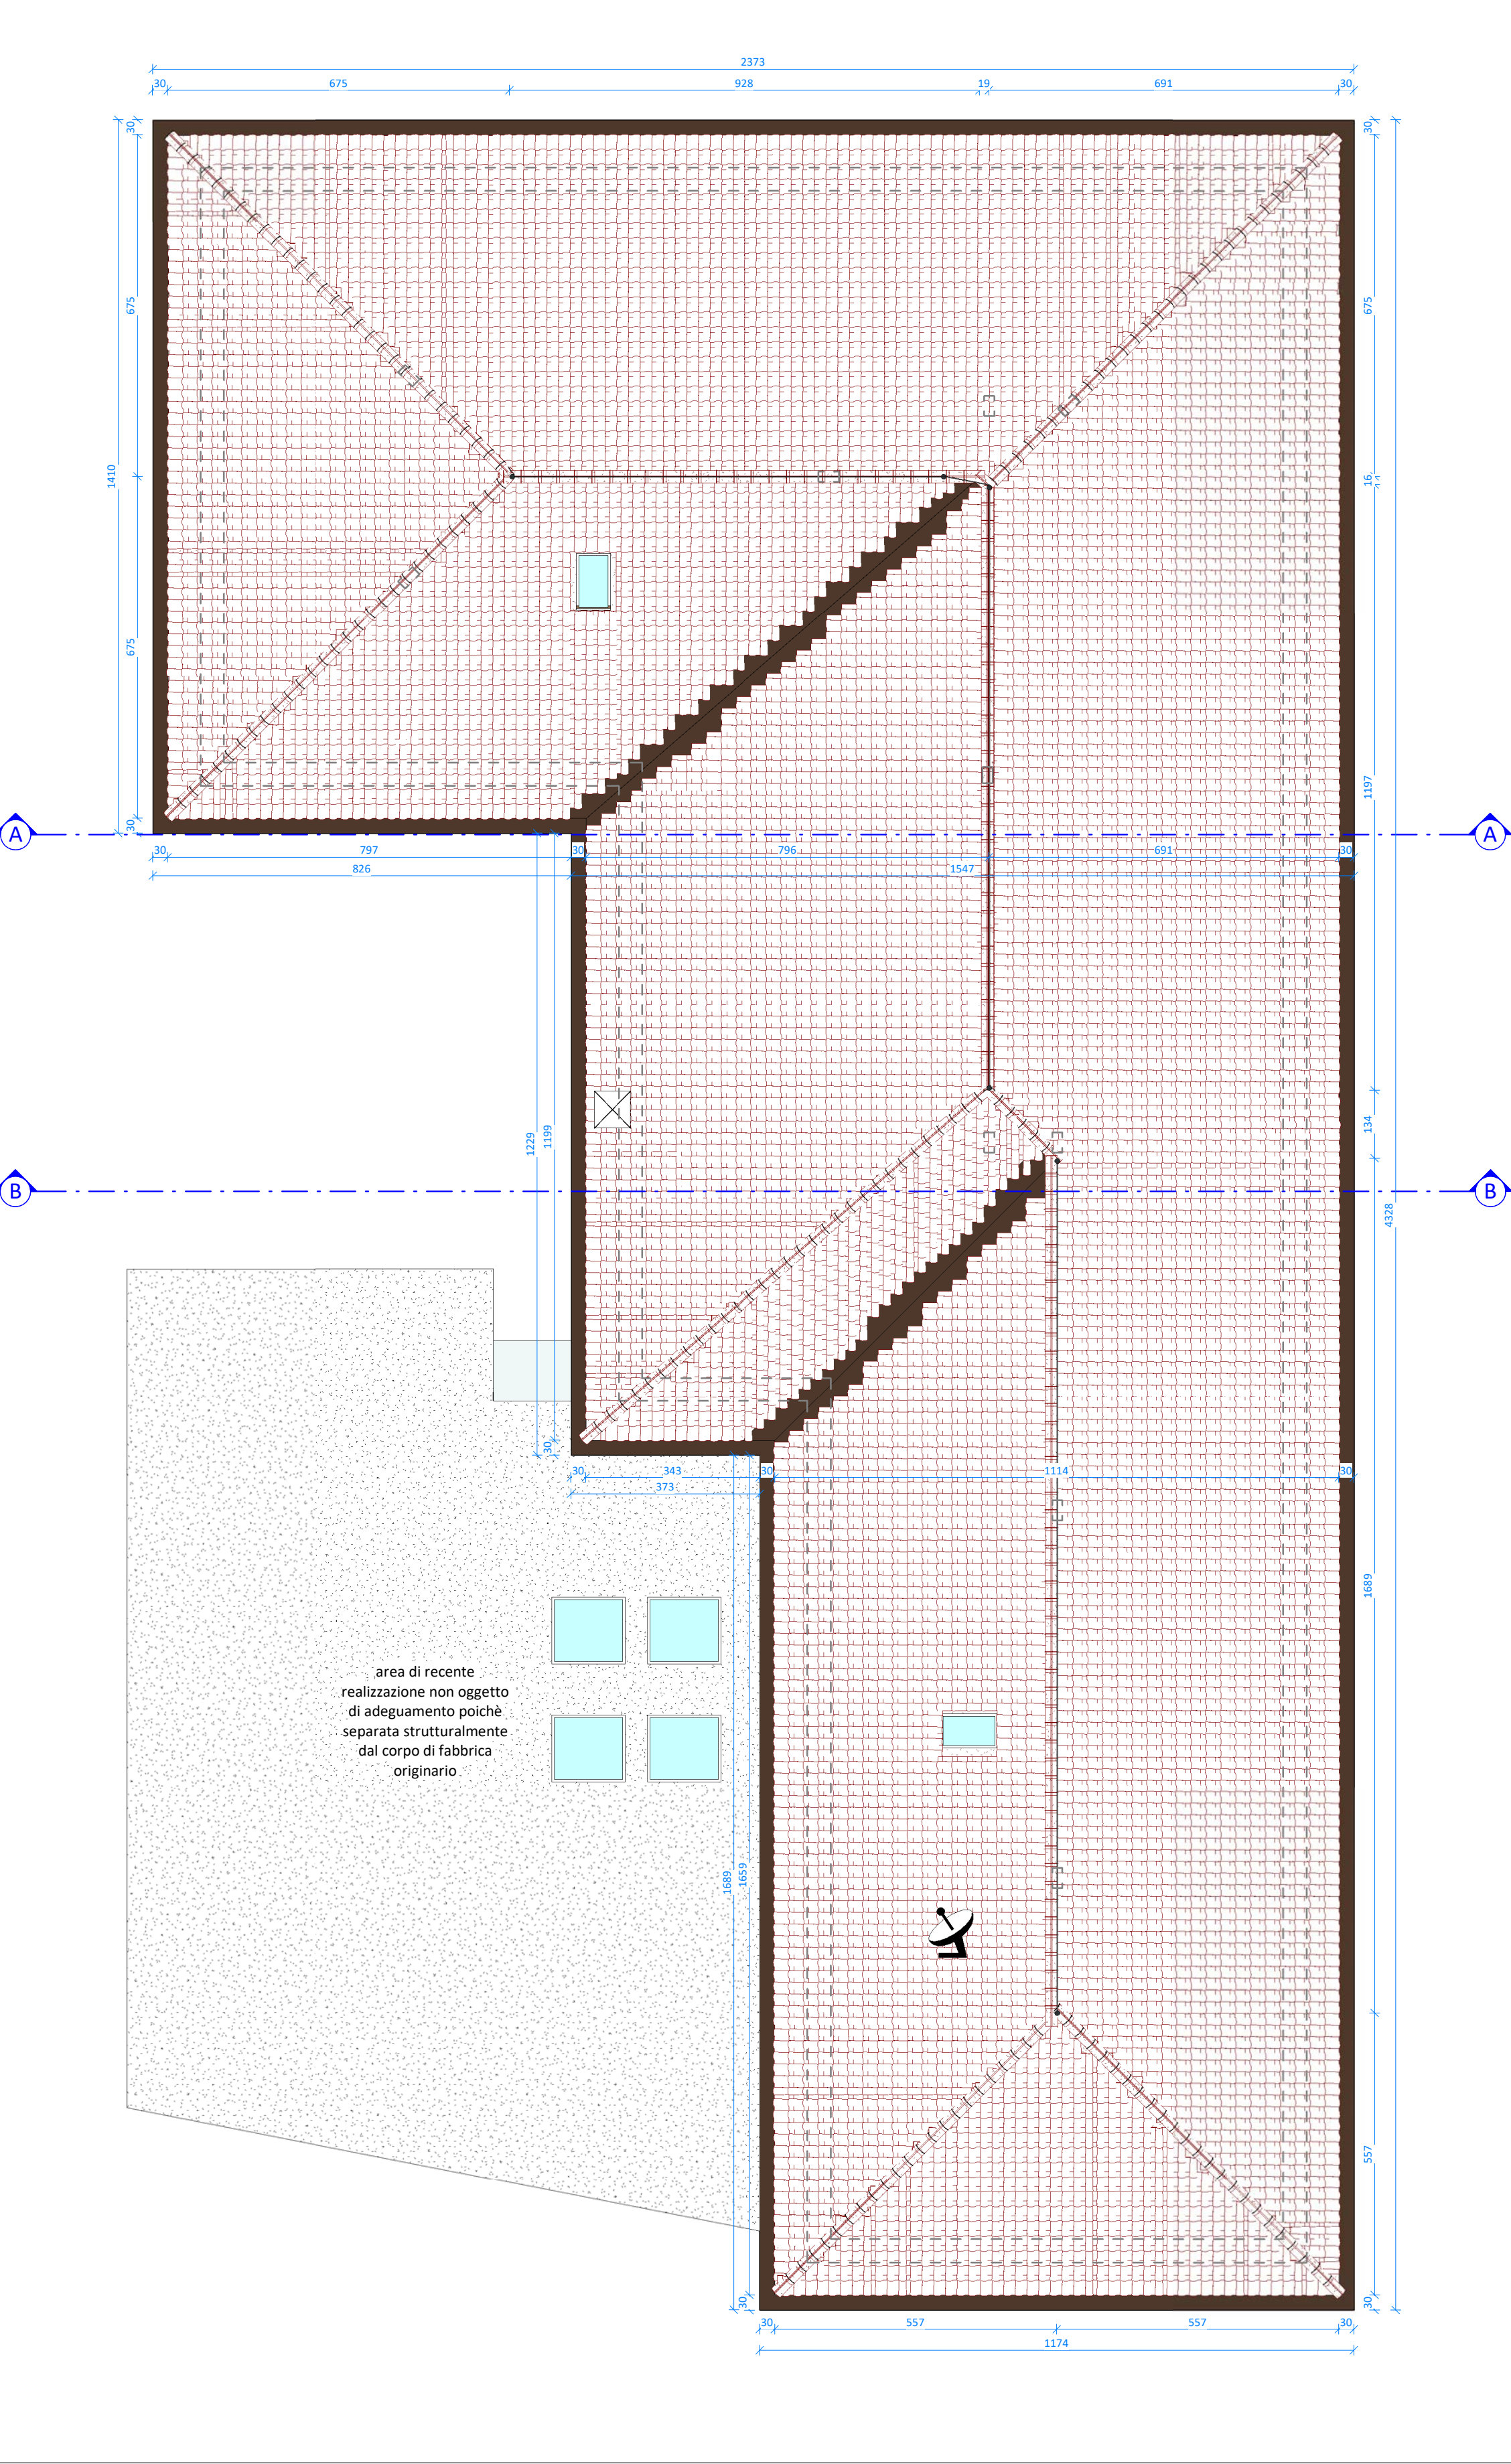 2373
30 675 928 19 691 30
30
30
675
675
1410
16
675
30
1197
A
A
30 797 30 796 691 30
826 1547
134
1229
1199
B
B
4328
30
30 343 30 1114 30
373
1689
area di recente
realizzazione non oggetto
di adeguamento poichè
separata strutturalmente
dal corpo di fabbrica
originario
1689
1659
557
30
30
30 557 557 30
1174